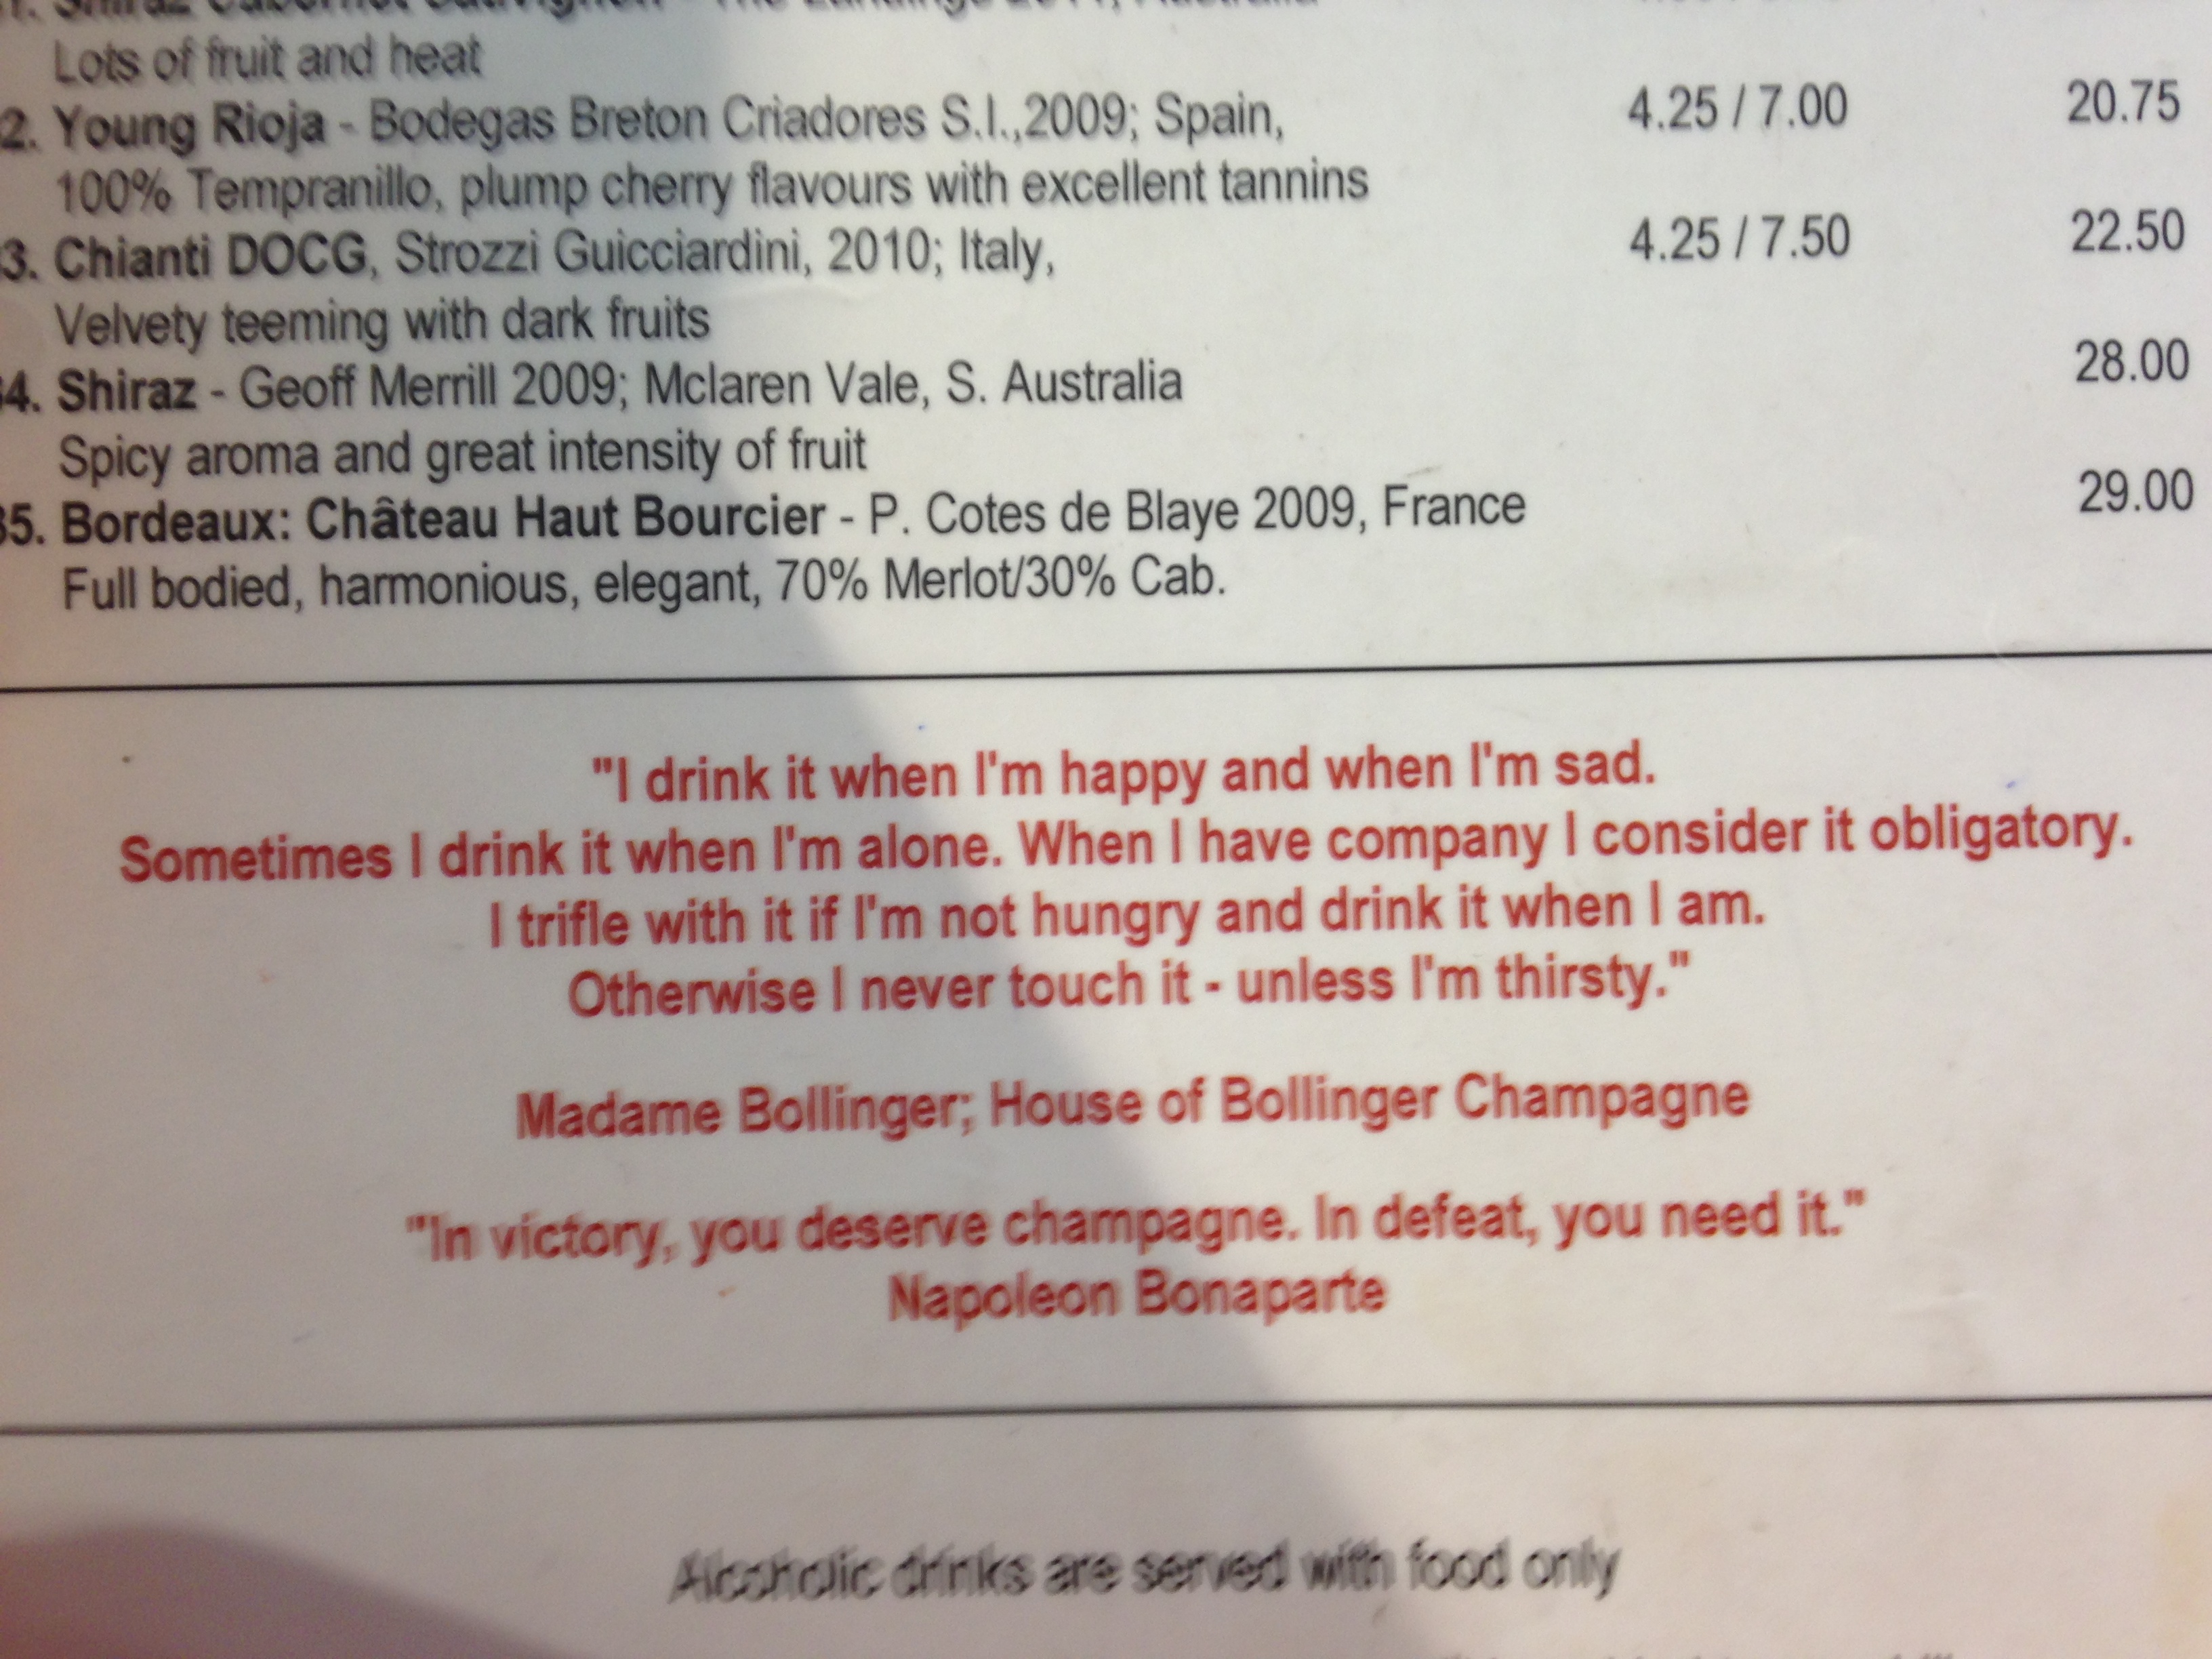 Lots of fruit and heat
2. Young Rioja - Bodegas Breton Criadores S.l.,2009; Spain, 4.25 / 7.00 20.75
100% Tempranillo, plump cherry flavours with excellent tannins
3. Chianti DOCG, Strozzi Guicciardini, 2010; Italy, 4.25 / 7.50 22.50
Velvety teeming with dark fruits
34. Shiraz - Geoff Merrill 2009; Mclaren Vale, S. Australia 28.00
Spicy aroma and great intensity of fruit
35. Bordeaux: Château Haut Bourcier - P. Cotes de Blaye 2009, France 29.00
Full bodied, harmonious, elegant, 70% Merlot/30% Cab.
"I drink it when I'm happy and when I'm sad.
Sometimes I drink it when I'm alone. When I have company I consider it obligatory.
I trifle with it if I'm not hungry and drink it when I am.
Otherwise I never touch it - unless I'm thirsty."
Madame Bollinger; House of Bollinger Champagne
"In victory, you deserve champagne. In defeat, you need it."
Napoleon Bonaparte
Alcoholic drinks are served with food only